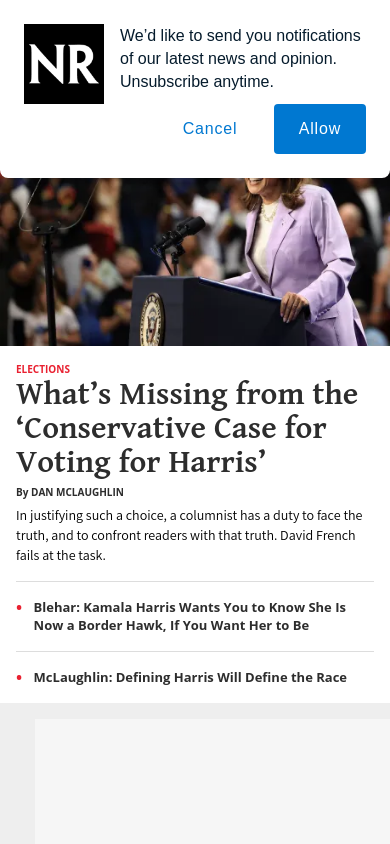 NR
We’d like to send you notifications
of our latest news and opinion.
Unsubscribe anytime.
Cancel
Allow
ELECTIONS
What’s Missing from the
‘Conservative Case for
Voting for Harris’
By DAN MCLAUGHLIN
In justifying such a choice, a columnist has a duty to face the
truth, and to confront readers with that truth. David French
fails at the task.
• Blehar: Kamala Harris Wants You to Know She Is
Now a Border Hawk, If You Want Her to Be
• McLaughlin: Defining Harris Will Define the Race